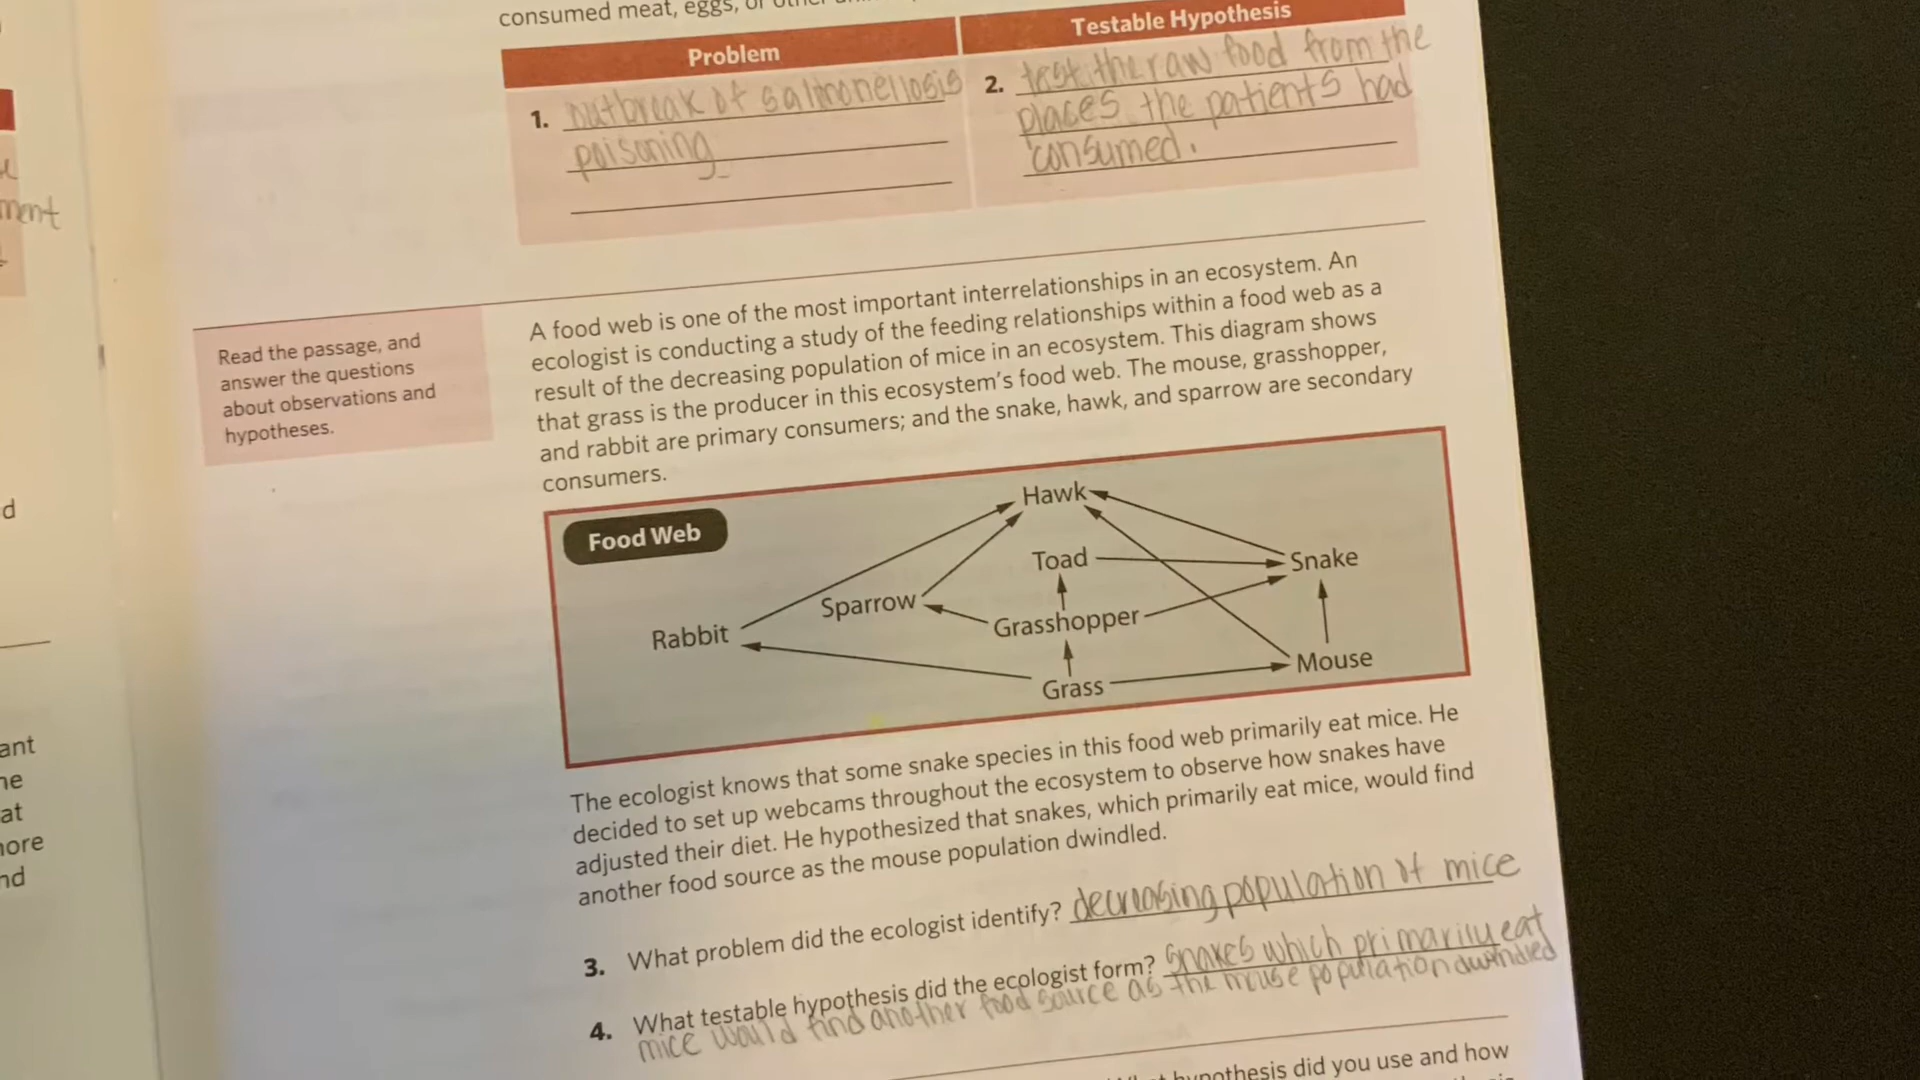 consumed meat, eggs, or other
Problem
Testable Hypothesis
1. outbreak of salmonellosis
poisoning
2. test the raw food from the
places the patients had
consumed.
ment
Read the passage, and
answer the questions
about observations and
hypotheses.
A food web is one of the most important interrelationships in an ecosystem. An
ecologist is conducting a study of the feeding relationships within a food web as a
result of the decreasing population of mice in an ecosystem. This diagram shows
that grass is the producer in this ecosystem's food web. The mouse, grasshopper,
and rabbit are primary consumers; and the snake, hawk, and sparrow are secondary
consumers.
Food Web
Hawk
Toad
Snake
Sparrow
Grasshopper
Rabbit
Mouse
Grass
The ecologist knows that some snake species in this food web primarily eat mice. He
decided to set up webcams throughout the ecosystem to observe how snakes have
adjusted their diet. He hypothesized that snakes, which primarily eat mice, would find
another food source as the mouse population dwindled.
3. What problem did the ecologist identify? decreasing population of mice
4. What testable hypothesis did the ecologist form? snakes which primarily eat
mice would find another food source as the mouse population dwindled
hypothesis did you use and how
d
ant
he
at
nore
nd